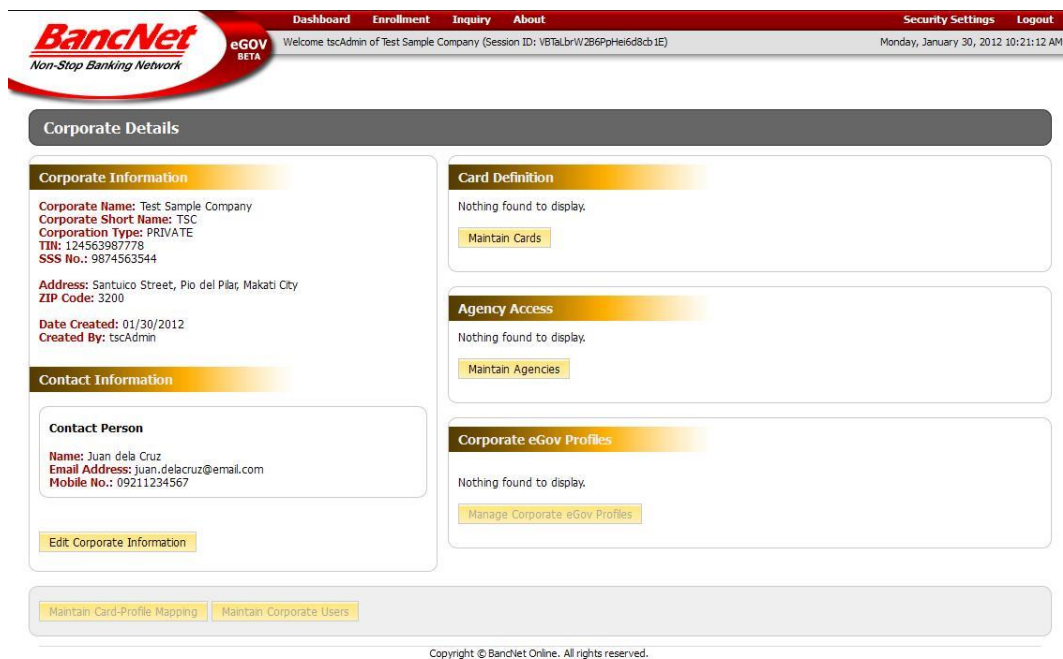 Dashboard Enrollment Inquiry About Security Settings Logout
BancNet
Non-Stop Banking Network
eGOV
BETA
Welcome tscAdmin of Test Sample Company (Session ID: VBTaLbrW2B6PpHei6d8cb1E) Monday, January 30, 2012 10:21:12 AM
Corporate Details
Corporate Information
Corporate Name: Test Sample Company
Corporate Short Name: TSC
Corporation Type: PRIVATE
TIN: 124563987778
SSS No.: 9874563544
Address: Santuico Street, Pio del Pilar, Makati City
ZIP Code: 3200
Date Created: 01/30/2012
Created By: tscAdmin
Contact Information
Contact Person
Name: Juan dela Cruz
Email Address: juan.delacruz@email.com
Mobile No.: 09211234567
Edit Corporate Information
Card Definition
Nothing found to display.
Maintain Cards
Agency Access
Nothing found to display.
Maintain Agencies
Corporate eGov Profiles
Nothing found to display.
Manage Corporate eGov Profiles
Maintain Card-Profile Mapping Maintain Corporate Users
Copyright © BancNet Online. All rights reserved.